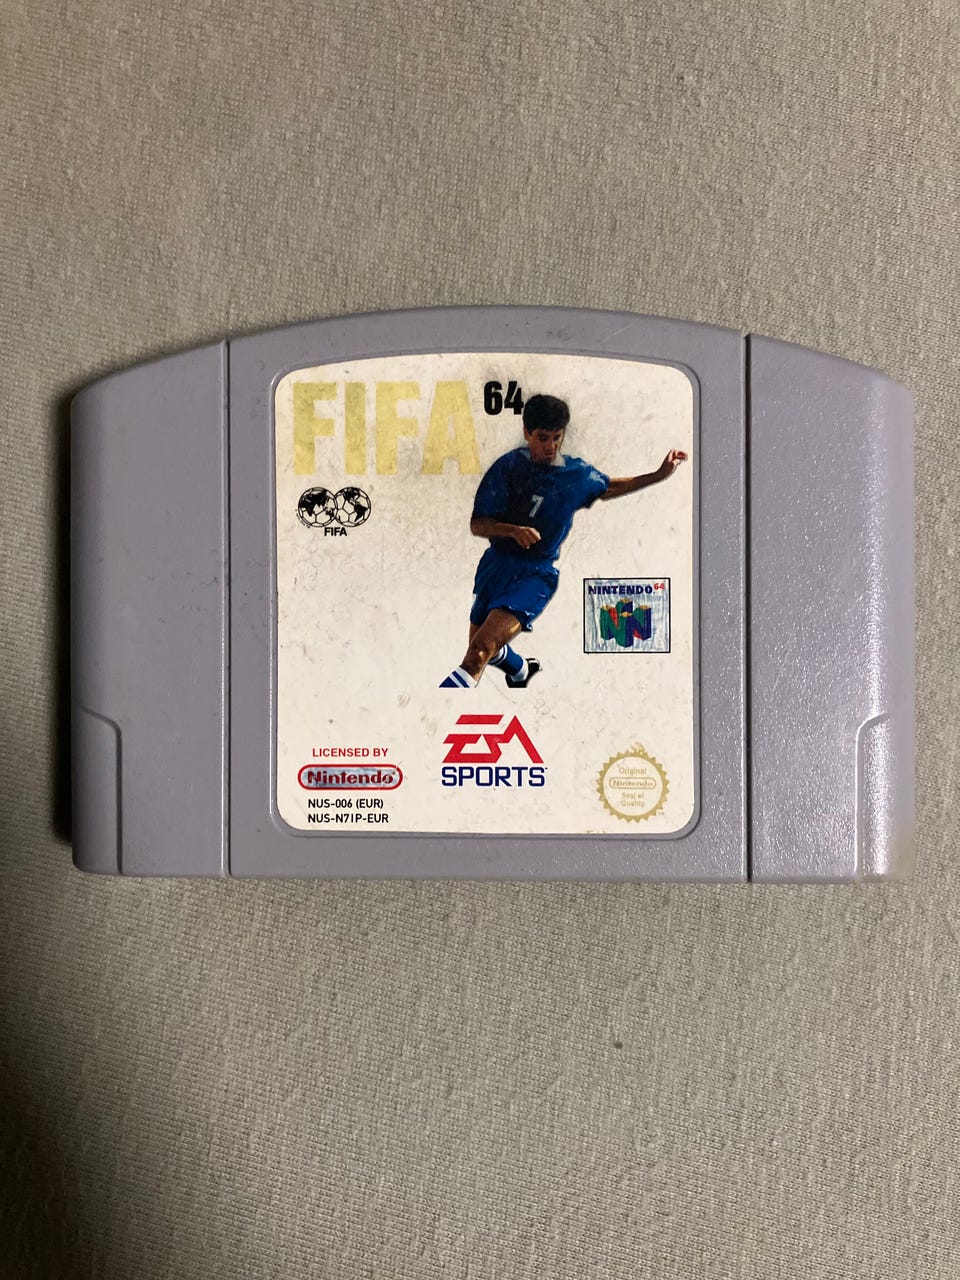 FIFA 64
FIFA
7
NINTENDO 64
LICENSED BY
Nintendo
NUS-006 (EUR)
NUS-N7IP-EUR
EA
SPORTS
Original
Nintendo
Seal of
Quality
TM